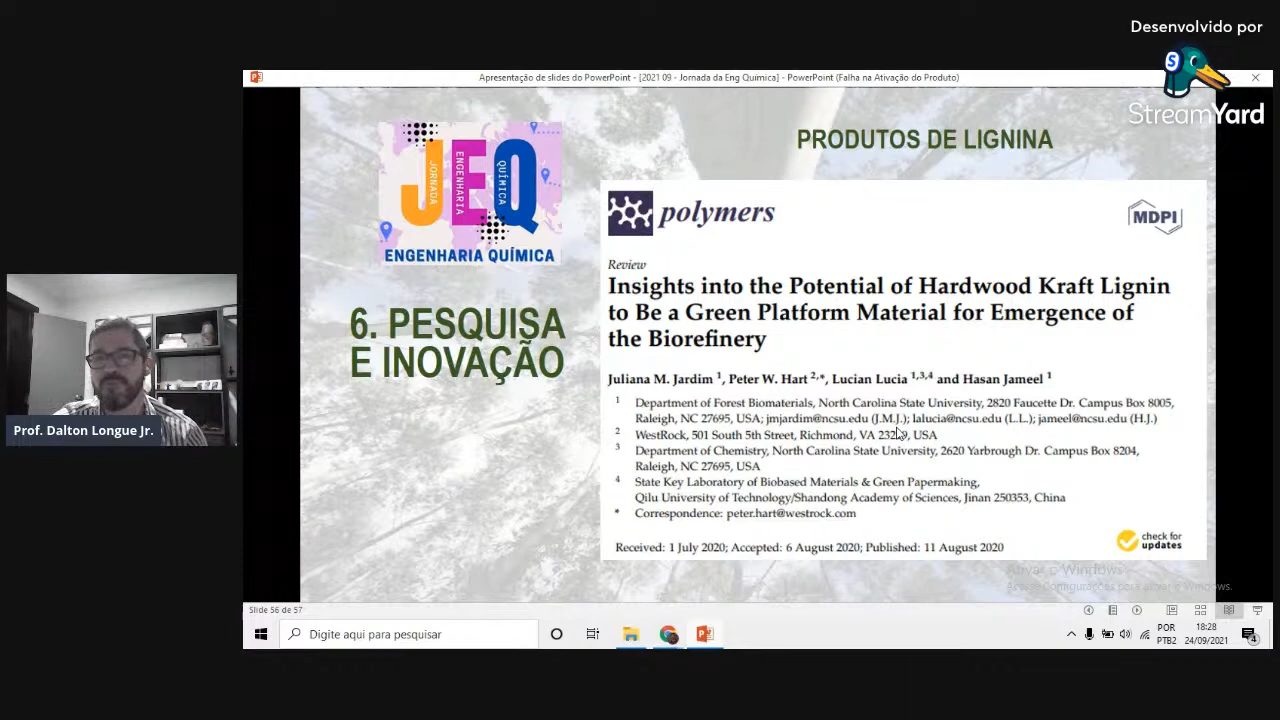 Desenvolvido por
StreamYard
Apresentação de slides do PowerPoint - [2021 09 - Jornada da Eng Química] - PowerPoint (Falha na Ativação do Produto)
JORNADA
ENGENHARIA
QUÍMICA
JEQ
ENGENHARIA QUÍMICA
6. PESQUISA
E INOVAÇÃO
PRODUTOS DE LIGNINA
polymers
MDPI
Review
Insights into the Potential of Hardwood Kraft Lignin
to Be a Green Platform Material for Emergence of
the Biorefinery
Juliana M. Jardim 1, Peter W. Hart 2,*, Lucian Lucia 1,3,4 and Hasan Jameel 1
1 Department of Forest Biomaterials, North Carolina State University, 2820 Faucette Dr. Campus Box 8005,
Raleigh, NC 27695, USA; jmjardim@ncsu.edu (J.M.J.); lalucia@ncsu.edu (L.L.); jameel@ncsu.edu (H.J.)
2 WestRock, 501 South 5th Street, Richmond, VA USA
3 Department of Chemistry, North Carolina State University, 2620 Yarbrough Dr. Campus Box 8204,
Raleigh, NC 27695, USA
4 State Key Laboratory of Biobased Materials & Green Papermaking,
Qilu University of Technology/Shandong Academy of Sciences, Jinan 250353, China
* Correspondence: peter.hart@westrock.com
Received: 1 July 2020; Accepted: 6 August 2020; Published: 11 August 2020
check for
updates
Prof. Dalton Longue Jr.
Ativar o Windows
Acesse Configurações para ativar o Windows.
Slide 56 de 57
Digite aqui para pesquisar
POR
PTB2
18:28
24/09/2021
4